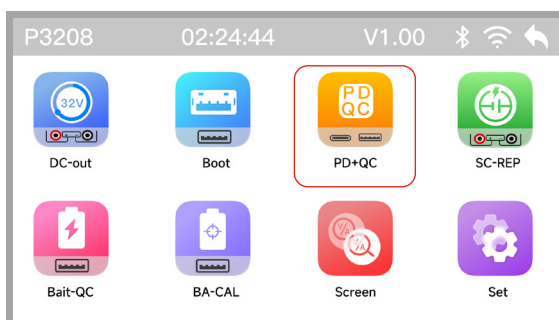 P3208 02:24:44 V1.00
32V PD
QC
DC-out Boot PD+QC SC-REP
V/A V/A
Bait-QC BA-CAL Screen Set